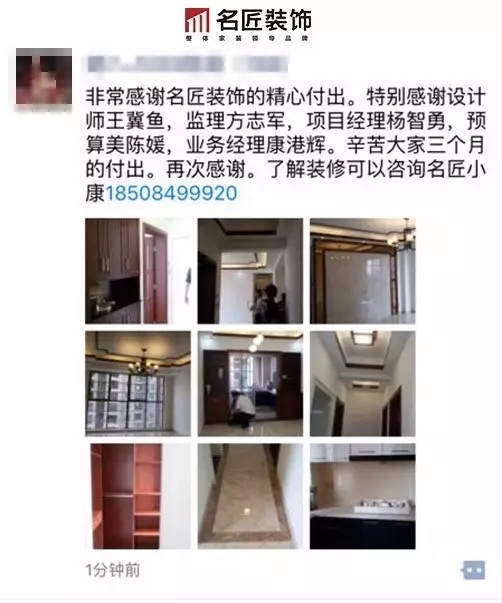 名匠装饰
整体家装领导品牌
非常感谢名匠装饰的精心付出。特别感谢设计
师王冀鱼，监理方志军，项目经理杨智勇，预
算美陈媛，业务经理康港辉。辛苦大家三个月
的付出。再次感谢。了解装修可以咨询名匠小
康18508499920
1分钟前